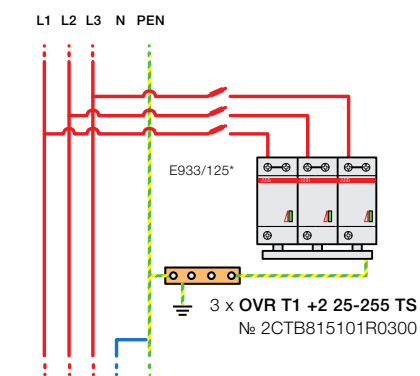 L1 L2 L3 N PEN
E933/125*
3 x OVR T1 +2 25-255 TS
№ 2CTB815101R0300